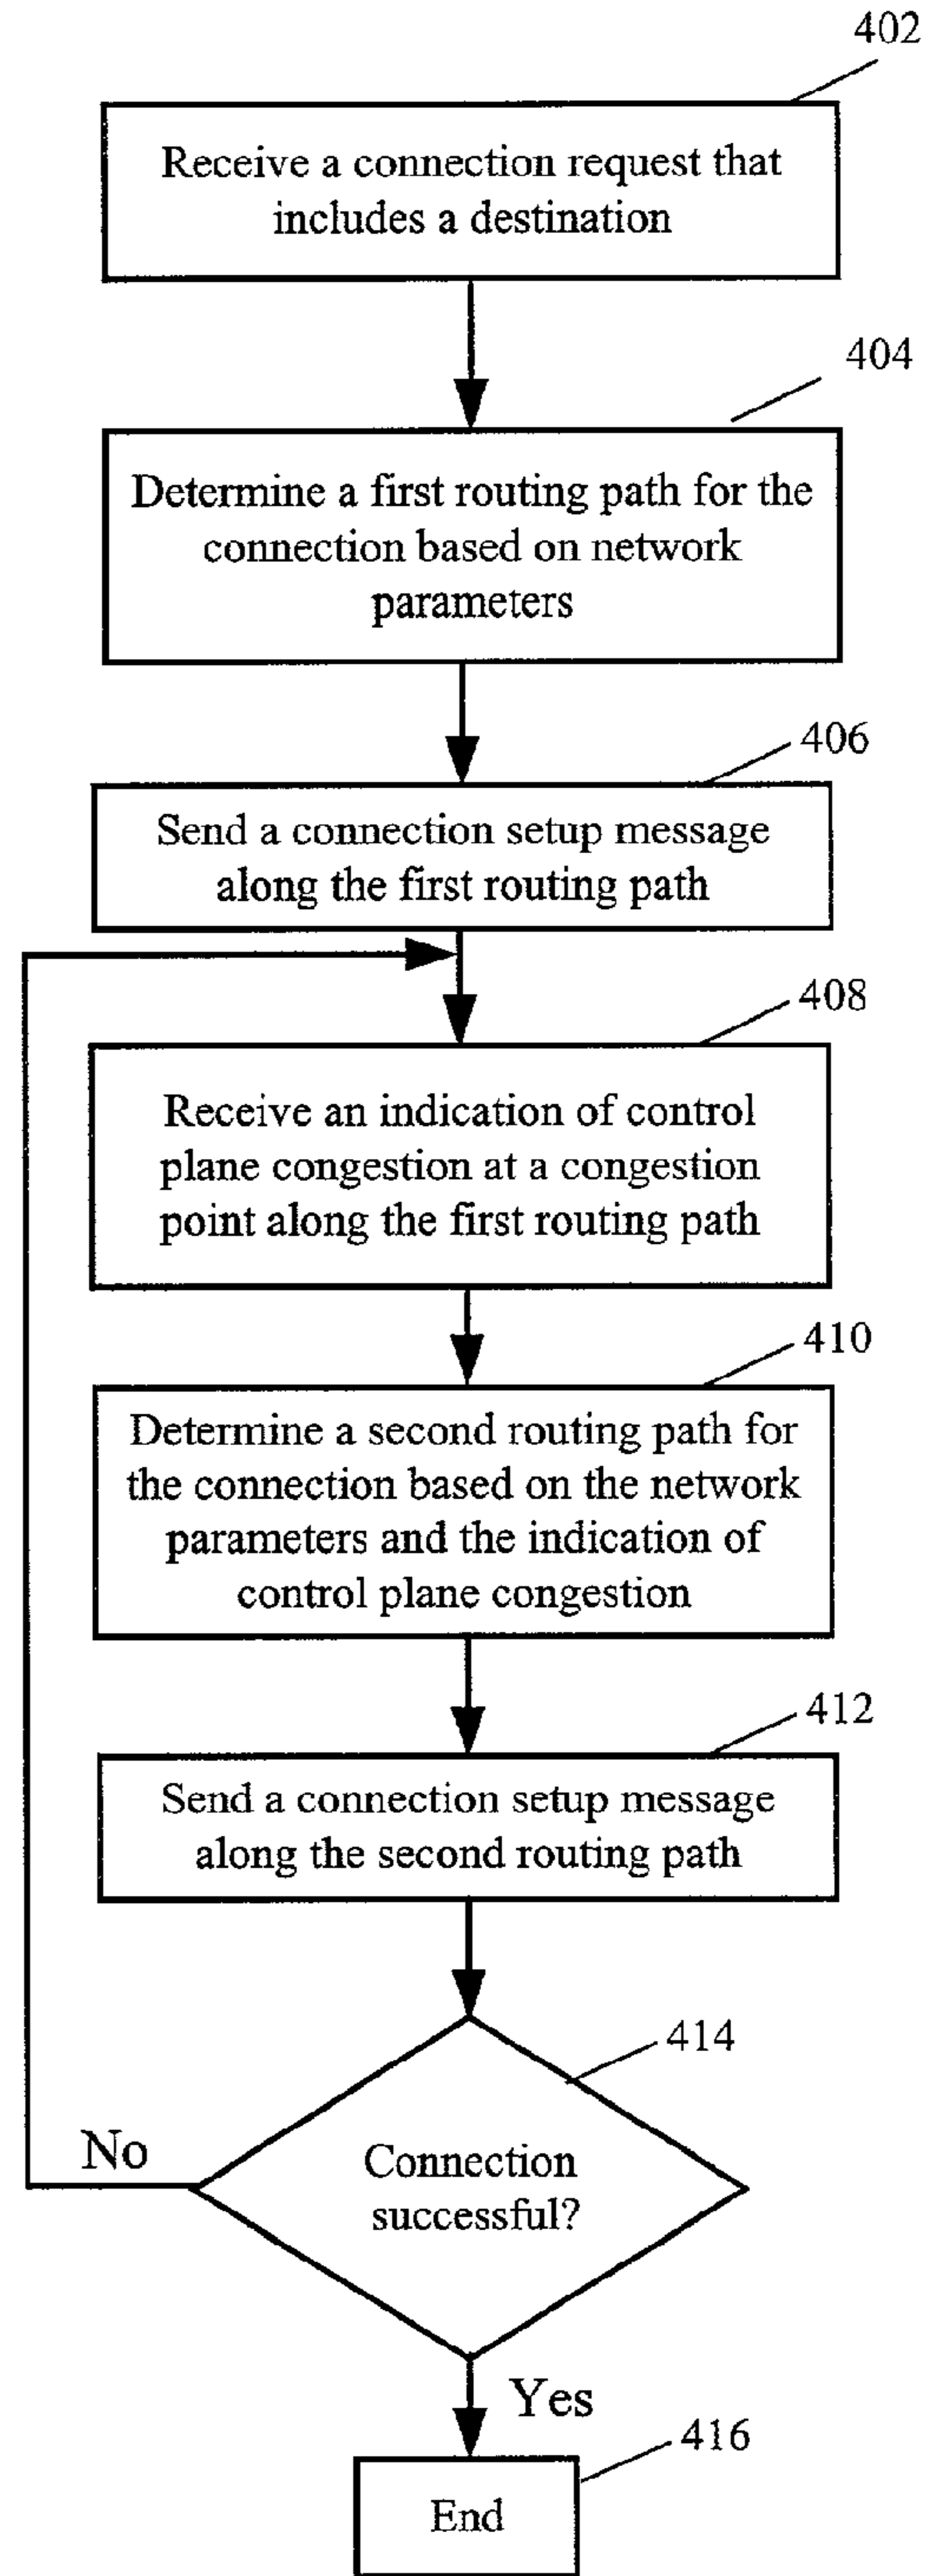 402
Receive a connection request that
includes a destination
404
Determine a first routing path for the
connection based on network
parameters
406
Send a connection setup message
along the first routing path
408
Receive an indication of control
plane congestion at a congestion
point along the first routing path
410
Determine a second routing path for
the connection based on the network
parameters and the indication of
control plane congestion
412
Send a connection setup message
along the second routing path
414
Connection
successful?
No
Yes
416
End